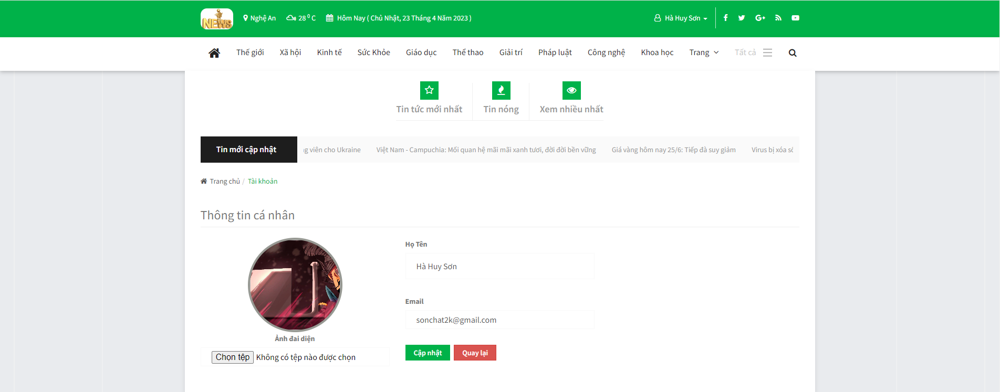 NEWS Nghệ An 28 0 C Hôm Nay ( Chủ Nhật, 23 Tháng 4 Năm 2023 ) Hà Huy Sơn
Thế giới Xã hội Kinh tế Sức Khỏe Giáo dục Thể thao Giải trí Pháp luật Công nghệ Khoa học Trang Tất cả
Tin tức mới nhất Tin nóng Xem nhiều nhất
Tin mới cập nhật viên cho Ukraine Việt Nam - Campuchia: Mối quan hệ mãi mãi xanh tươi, đời đời bền vững Giá vàng hôm nay 25/6: Tiếp đà suy giảm Virus bị xóa
Trang chủ / Tài khoản
Thông tin cá nhân
Họ Tên
Hà Huy Sơn
Email
sonchat2k@gmail.com
Ảnh đai diện
Cập nhật Quay lại
Chọn tệp Không có tệp nào được chọn